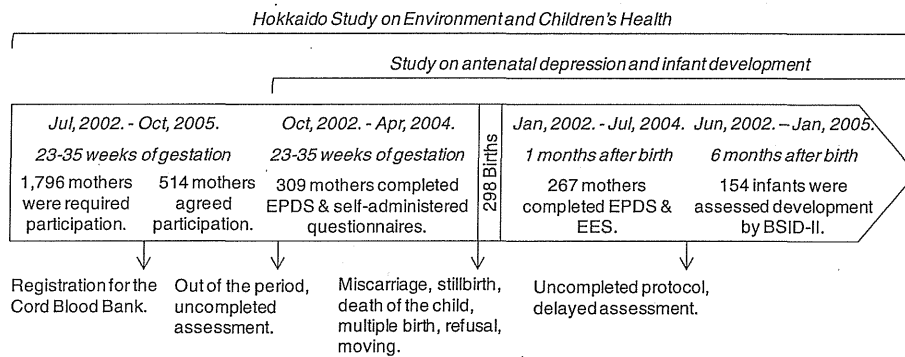 Hokkaido Study on Environment and Children's Health
Study on antenatal depression and infant development
Jul, 2002. - Oct, 2005.
23-35 weeks of gestation
1,796 mothers
were required
participation.
514 mothers
agreed
participation.
Oct, 2002. - Apr, 2004.
23-35 weeks of gestation
309 mothers completed
EPDS & self-administered
questionnaires.
298 Births
Jan, 2002. - Jul, 2004.
1 months after birth
267 mothers
completed EPDS &
EES.
Jun, 2002. – Jan, 2005.
6 months after birth
154 infants were
assessed development
by BSID-II.
Registration for the
Cord Blood Bank.
Out of the period,
uncompleted
assessment.
Miscarriage, stillbirth,
death of the child,
multiple birth, refusal,
moving.
Uncompleted protocol,
delayed assessment.